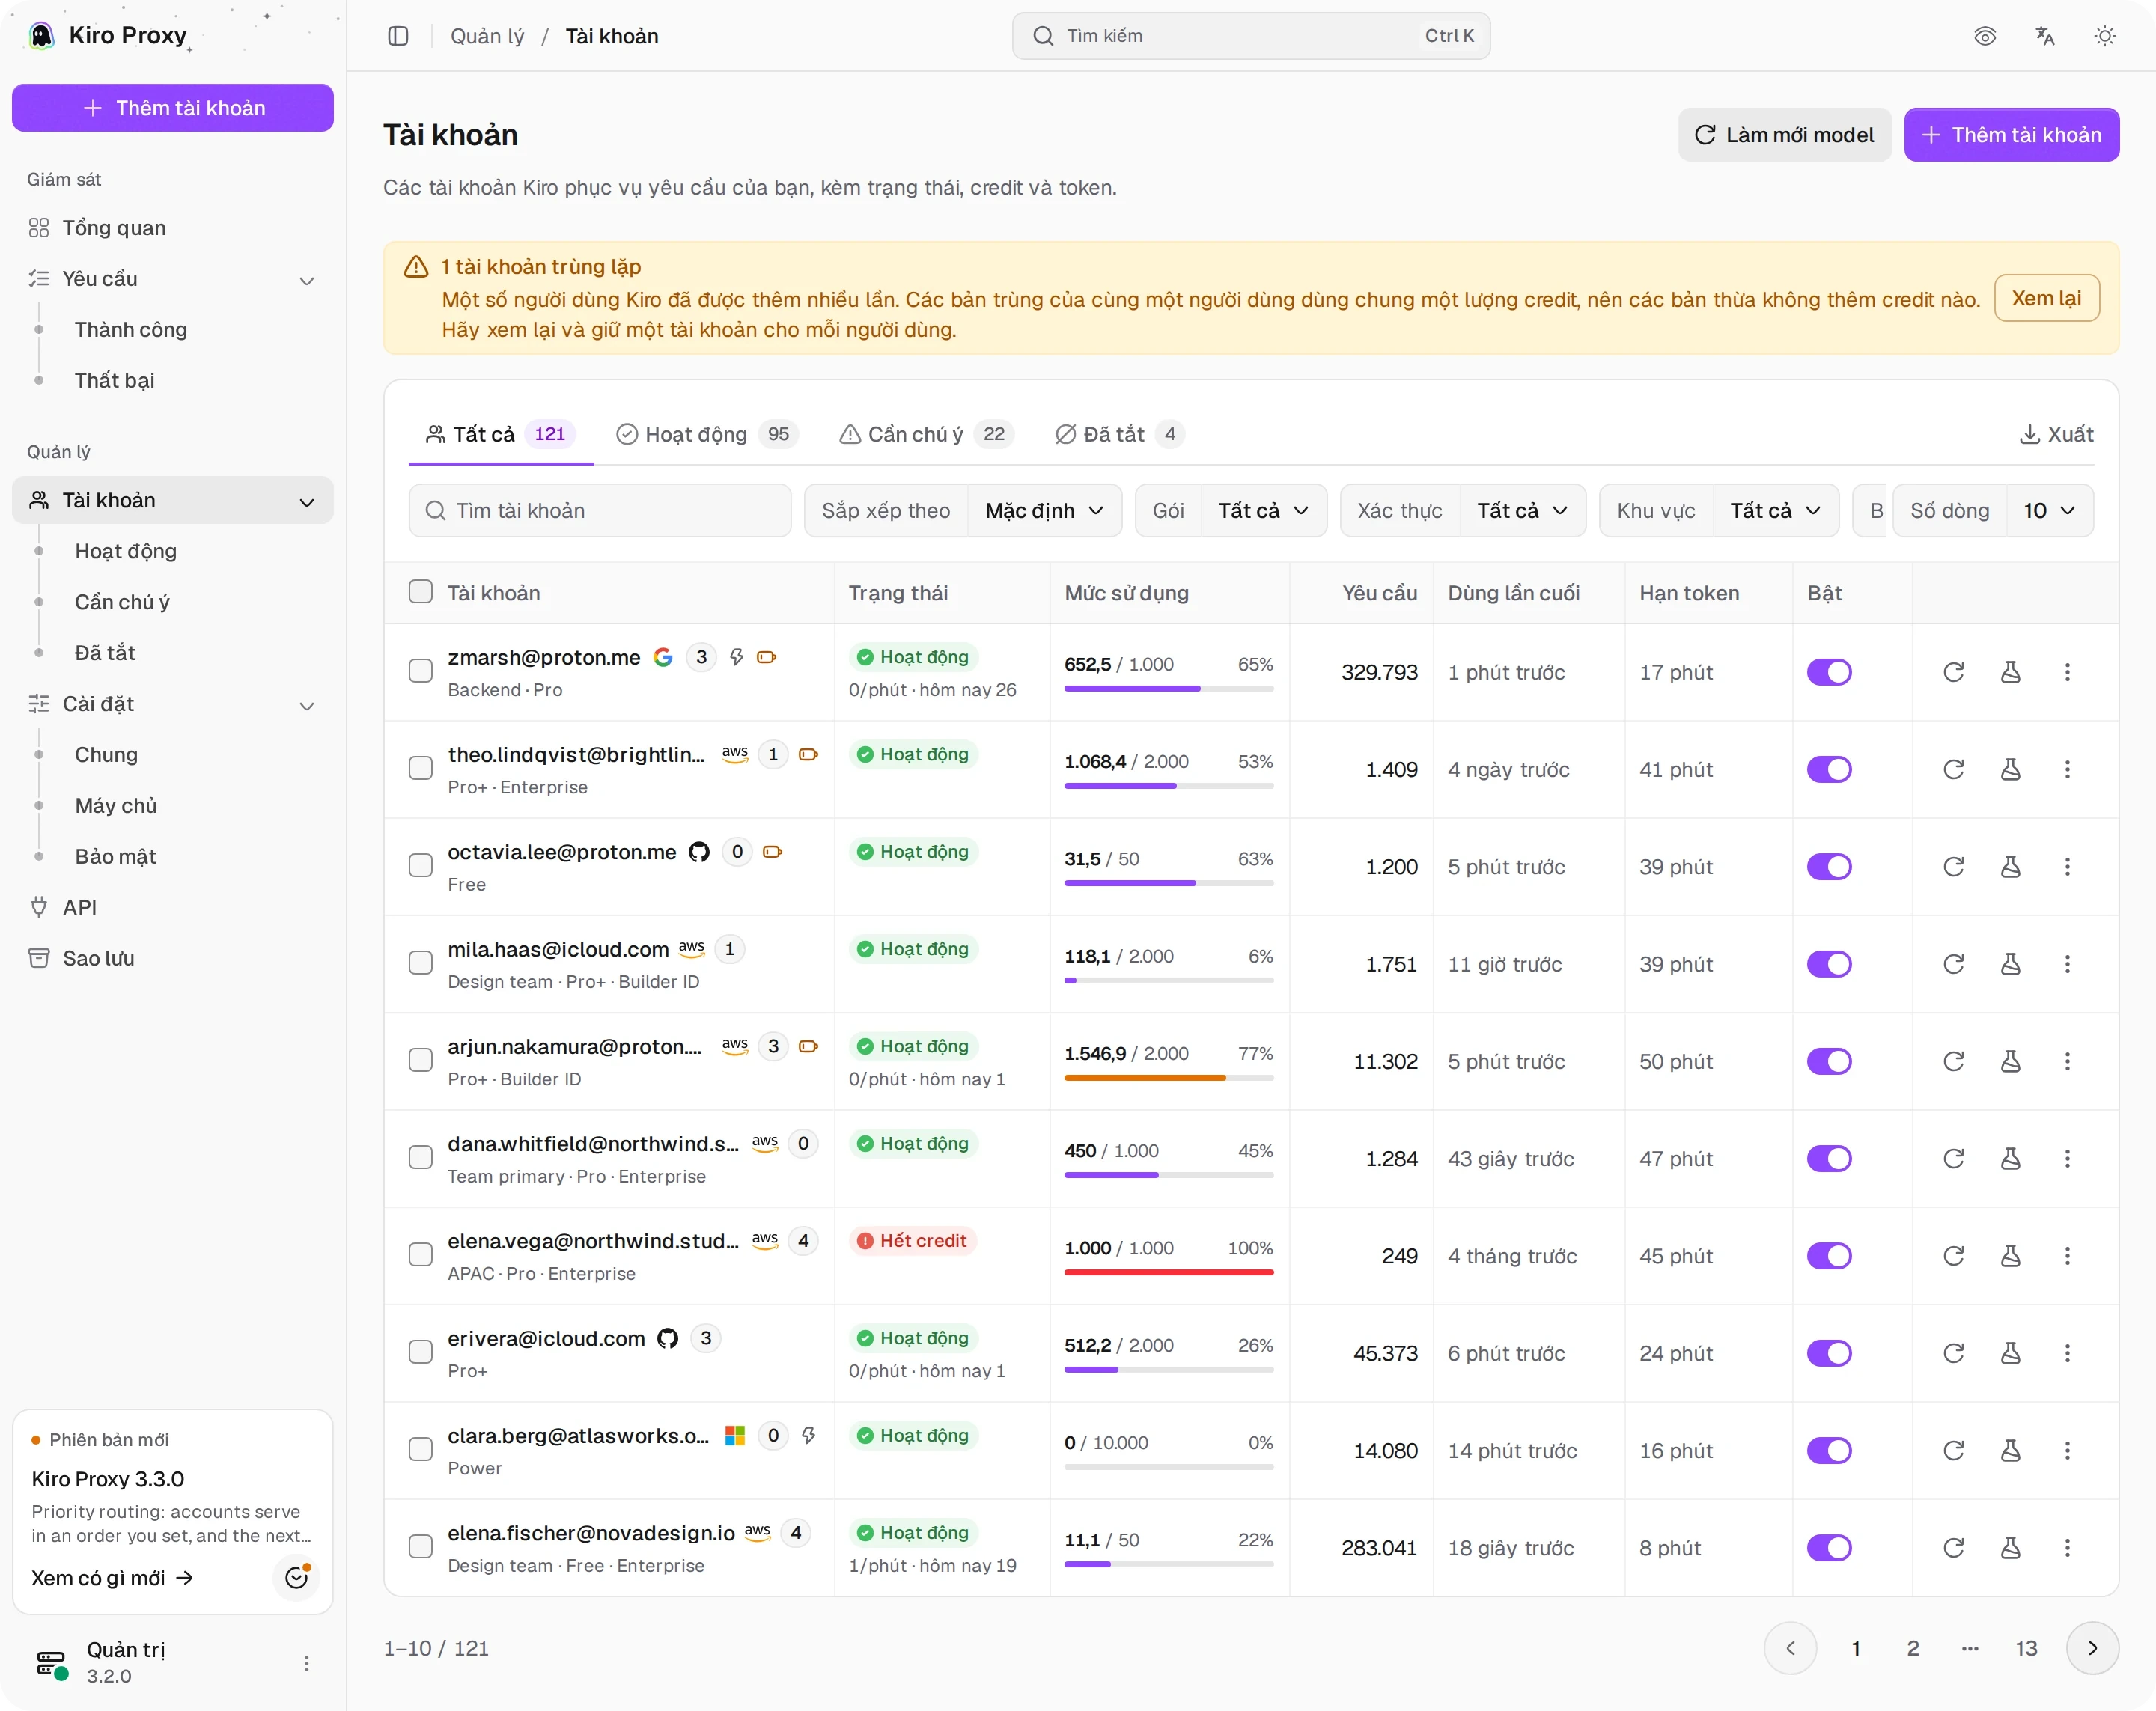 Kiro Proxy
Thêm tài khoản
Giám sát
Tổng quan
Yêu cầu
Thành công
Thất bại
Quản lý
Tài khoản
Hoạt động
Cần chú ý
Đã tắt
Cài đặt
Chung
Máy chủ
Bảo mật
API
Sao lưu
Phiên bản mới
Kiro Proxy 3.3.0
Priority routing: accounts serve
in an order you set, and the next...
Xem có gì mới →
Quản trị
3.2.0
Quản lý / Tài khoản
Tìm kiếm Ctrl K
Tài khoản
Làm mới model
Thêm tài khoản
Các tài khoản Kiro phục vụ yêu cầu của bạn, kèm trạng thái, credit và token.
1 tài khoản trùng lặp
Một số người dùng Kiro đã được thêm nhiều lần. Các bản trùng của cùng một người dùng dùng chung một lượng credit, nên các bản thừa không thêm credit nào.
Hãy xem lại và giữ một tài khoản cho mỗi người dùng.
Xem lại
Tất cả 121 Hoạt động 95 Cần chú ý 22 Đã tắt 4 Xuất
Tìm tài khoản Sắp xếp theo Mặc định Gói Tất cả Xác thực Tất cả Khu vực Tất cả Số dòng 10
Tài khoản Trạng thái Mức sử dụng Yêu cầu Dùng lần cuối Hạn token Bật
zmarsh@proton.me 3 Hoạt động 652,5 / 1.000 65% 329.793 1 phút trước 17 phút
Backend · Pro 0/phút · hôm nay 26
theo.lindqvist@brightlin... aws 1 Hoạt động 1.068,4 / 2.000 53% 1.409 4 ngày trước 41 phút
Pro+ · Enterprise
octavia.lee@proton.me 0 Hoạt động 31,5 / 50 63% 1.200 5 phút trước 39 phút
Free
mila.haas@icloud.com aws 1 Hoạt động 118,1 / 2.000 6% 1.751 11 giờ trước 39 phút
Design team · Pro+ · Builder ID
arjun.nakamura@proton.... aws 3 Hoạt động 1.546,9 / 2.000 77% 11.302 5 phút trước 50 phút
Pro+ · Builder ID 0/phút · hôm nay 1
dana.whitfield@northwind.s... aws 0 Hoạt động 450 / 1.000 45% 1.284 43 giây trước 47 phút
Team primary · Pro · Enterprise
elena.vega@northwind.stud... aws 4 Hết credit 1.000 / 1.000 100% 249 4 tháng trước 45 phút
APAC · Pro · Enterprise
erivera@icloud.com 3 Hoạt động 512,2 / 2.000 26% 45.373 6 phút trước 24 phút
Pro+ 0/phút · hôm nay 1
clara.berg@atlasworks.o... 0 Hoạt động 0 / 10.000 0% 14.080 14 phút trước 16 phút
Power
elena.fischer@novadesign.io aws 4 Hoạt động 11,1 / 50 22% 283.041 18 giây trước 8 phút
Design team · Free · Enterprise 1/phút · hôm nay 19
1–10 / 121
1 2 ... 13